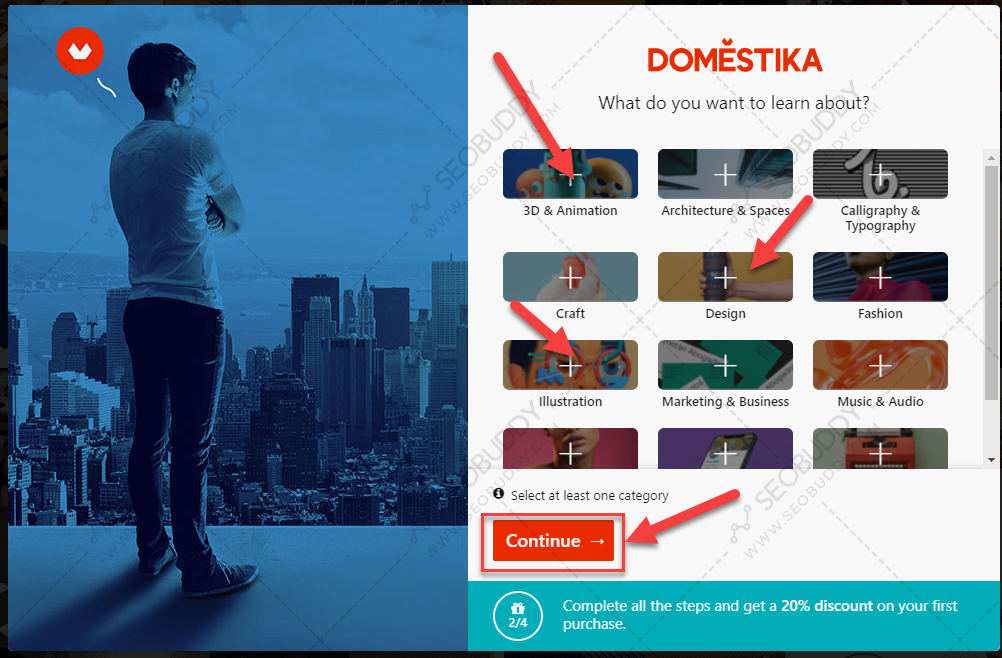 DOMĚSTIKA
What do you want to learn about?
3D & Animation
Architecture & Spaces
Calligraphy &
Typography
Craft
Design
Fashion
Illustration
Marketing & Business
Music & Audio
Select at least one category
Continue →
2/4
Complete all the steps and get a 20% discount on your first
purchase.
SEOBUDDY
WWW.SEOBUDDY.COM